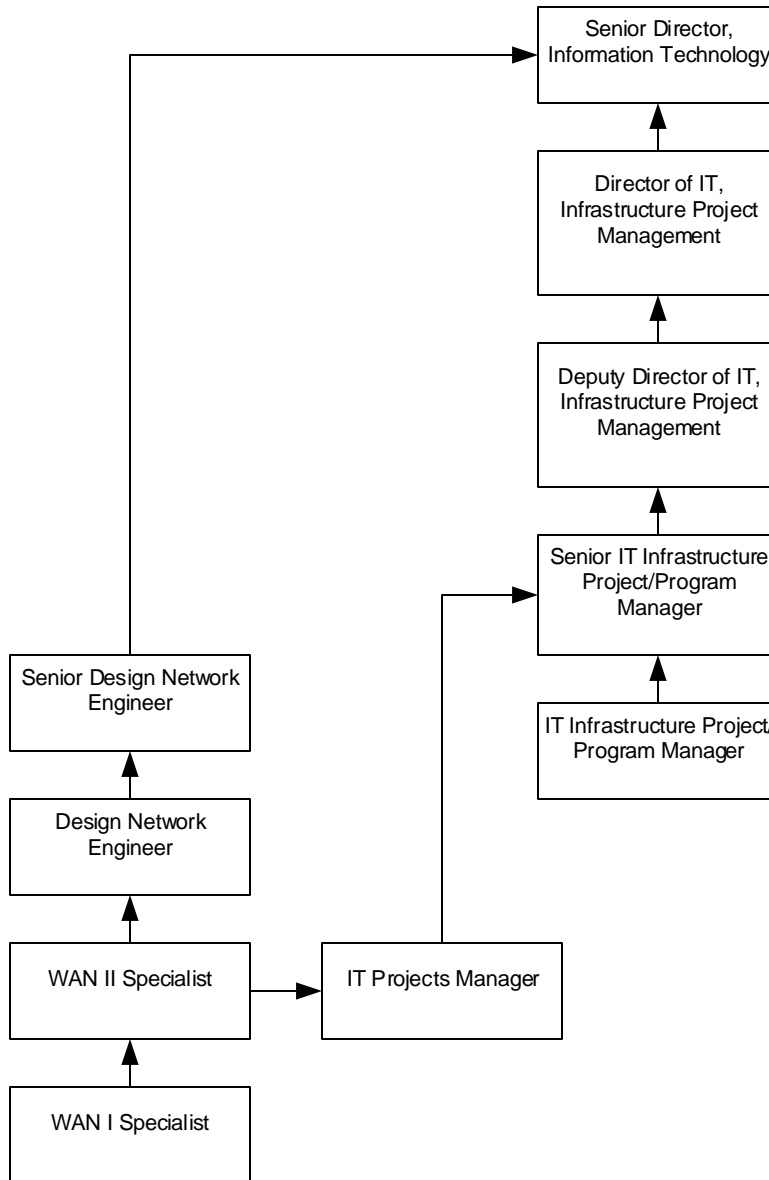 Senior Director,
Information Technology
Director of IT,
Infrastructure Project
Management
Deputy Director of IT,
Infrastructure Project
Management
Senior IT Infrastructure
Project/Program
Manager
Senior Design Network
Engineer
IT Infrastructure Project/
Program Manager
Design Network
Engineer
WAN II Specialist
IT Projects Manager
WAN I Specialist